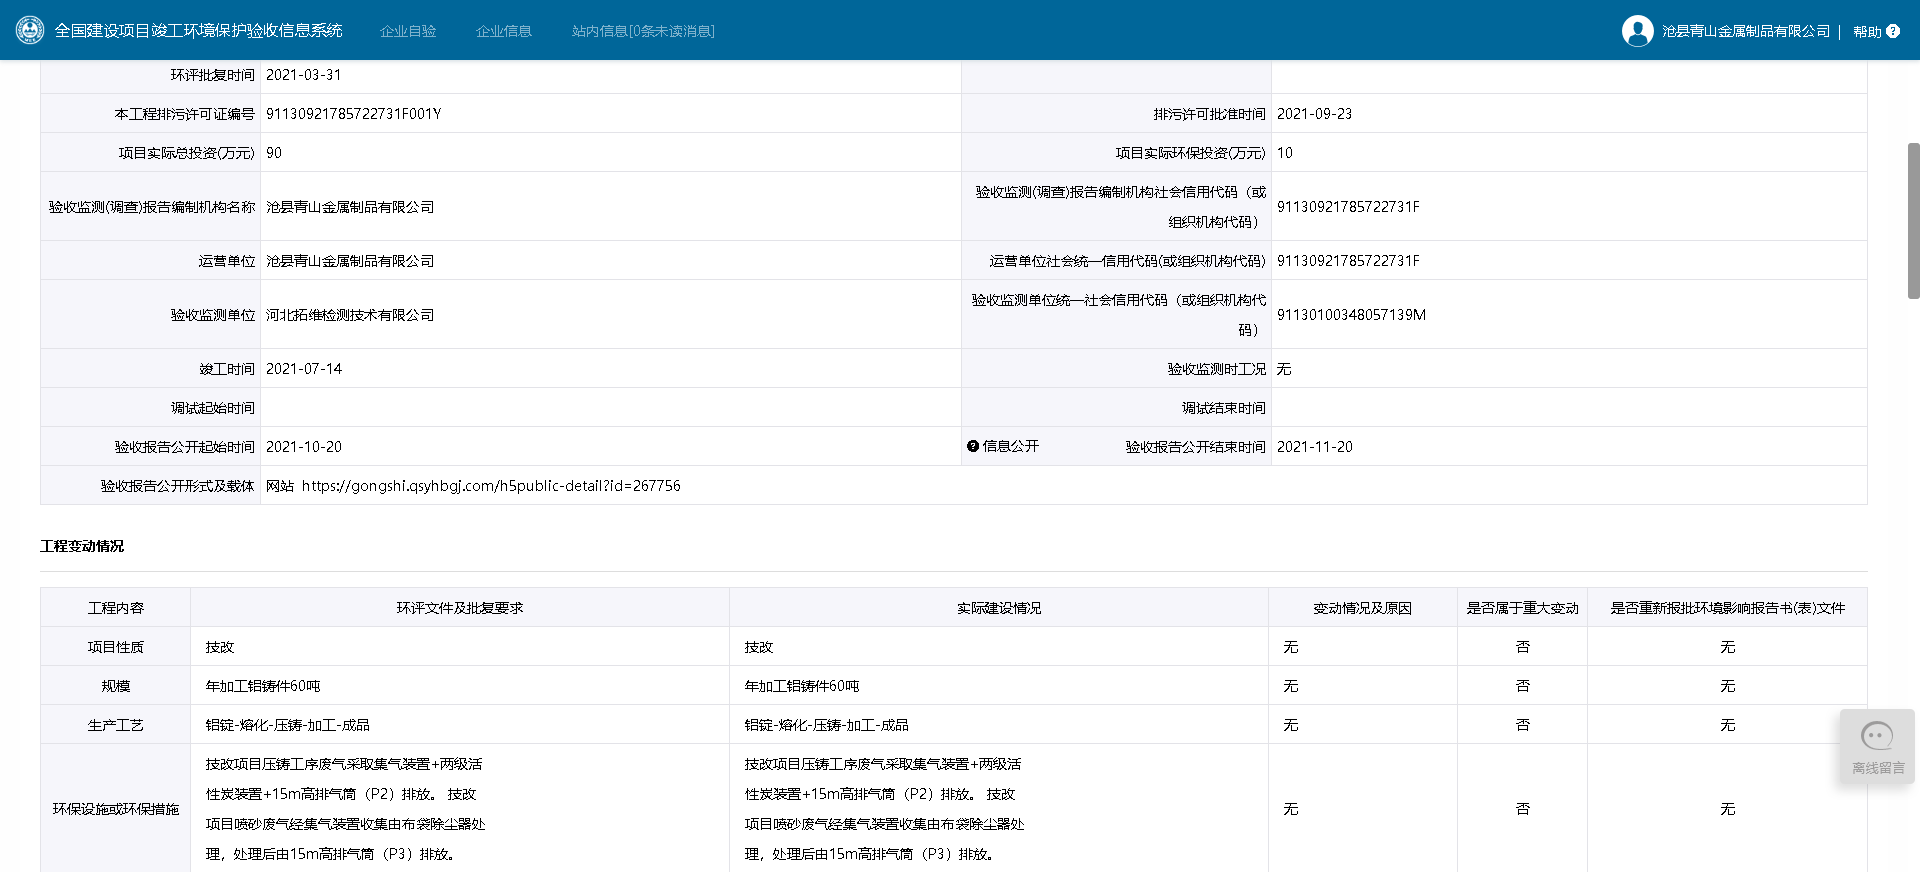 全国建设项目竣工环境保护验收信息系统 企业自验 企业信息 站内信息[0条未读消息] 沧县青山金属制品有限公司 | 帮助
环评批复时间 2021-03-31
本工程排污许可证编号 91130921785722731F001Y 排污许可批准时间 2021-09-23
项目实际总投资(万元) 90 项目实际环保投资(万元) 10
验收监测(调查)报告编制机构名称 沧县青山金属制品有限公司 验收监测(调查)报告编制机构社会信用代码（或
组织机构代码） 91130921785722731F
运营单位 沧县青山金属制品有限公司 运营单位社会统一信用代码(或组织机构代码) 91130921785722731F
验收监测单位 河北拓维检测技术有限公司 验收监测单位统一社会信用代码（或组织机构代
码） 91130100348057139M
竣工时间 2021-07-14 验收监测时工况 无
调试起始时间 调试结束时间
验收报告公开起始时间 2021-10-20 信息公开 验收报告公开结束时间 2021-11-20
验收报告公开形式及载体 网站 https://gongshi.qsyhbgj.com/h5public-detail?id=267756
工程变动情况
工程内容 环评文件及批复要求 实际建设情况 变动情况及原因 是否属于重大变动 是否重新报批环境影响报告书(表)文件
项目性质 技改 技改 无 否 无
规模 年加工铝铸件60吨 年加工铝铸件60吨 无 否 无
生产工艺 铝锭-熔化-压铸-加工-成品 铝锭-熔化-压铸-加工-成品 无 否 无
环保设施或环保措施
技改项目压铸工序废气采取集气装置+两级活
性炭装置+15m高排气筒（P2）排放。 技改
项目喷砂废气经集气装置收集由布袋除尘器处
理，处理后由15m高排气筒（P3）排放。
技改项目压铸工序废气采取集气装置+两级活
性炭装置+15m高排气筒（P2）排放。 技改
项目喷砂废气经集气装置收集由布袋除尘器处
理，处理后由15m高排气筒（P3）排放。
无 否 无
离线留言